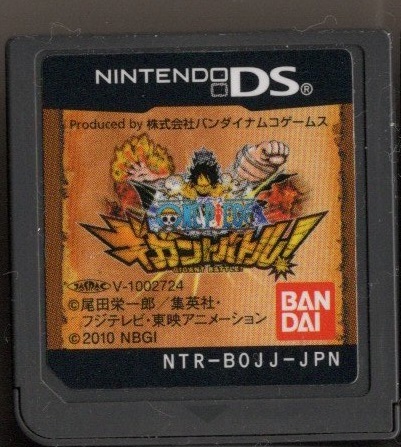 NINTENDO DS®
Produced by 株式会社バンダイナムコゲームス
ONE PIECE
ギガントバトル!
GIGANT BATTLE!
JASRAC V-1002724
©尾田栄一郎/集英社・
フジテレビ・東映アニメーション
©2010 NBGI
BAN
DAI
NTR-BOJJ-JPN